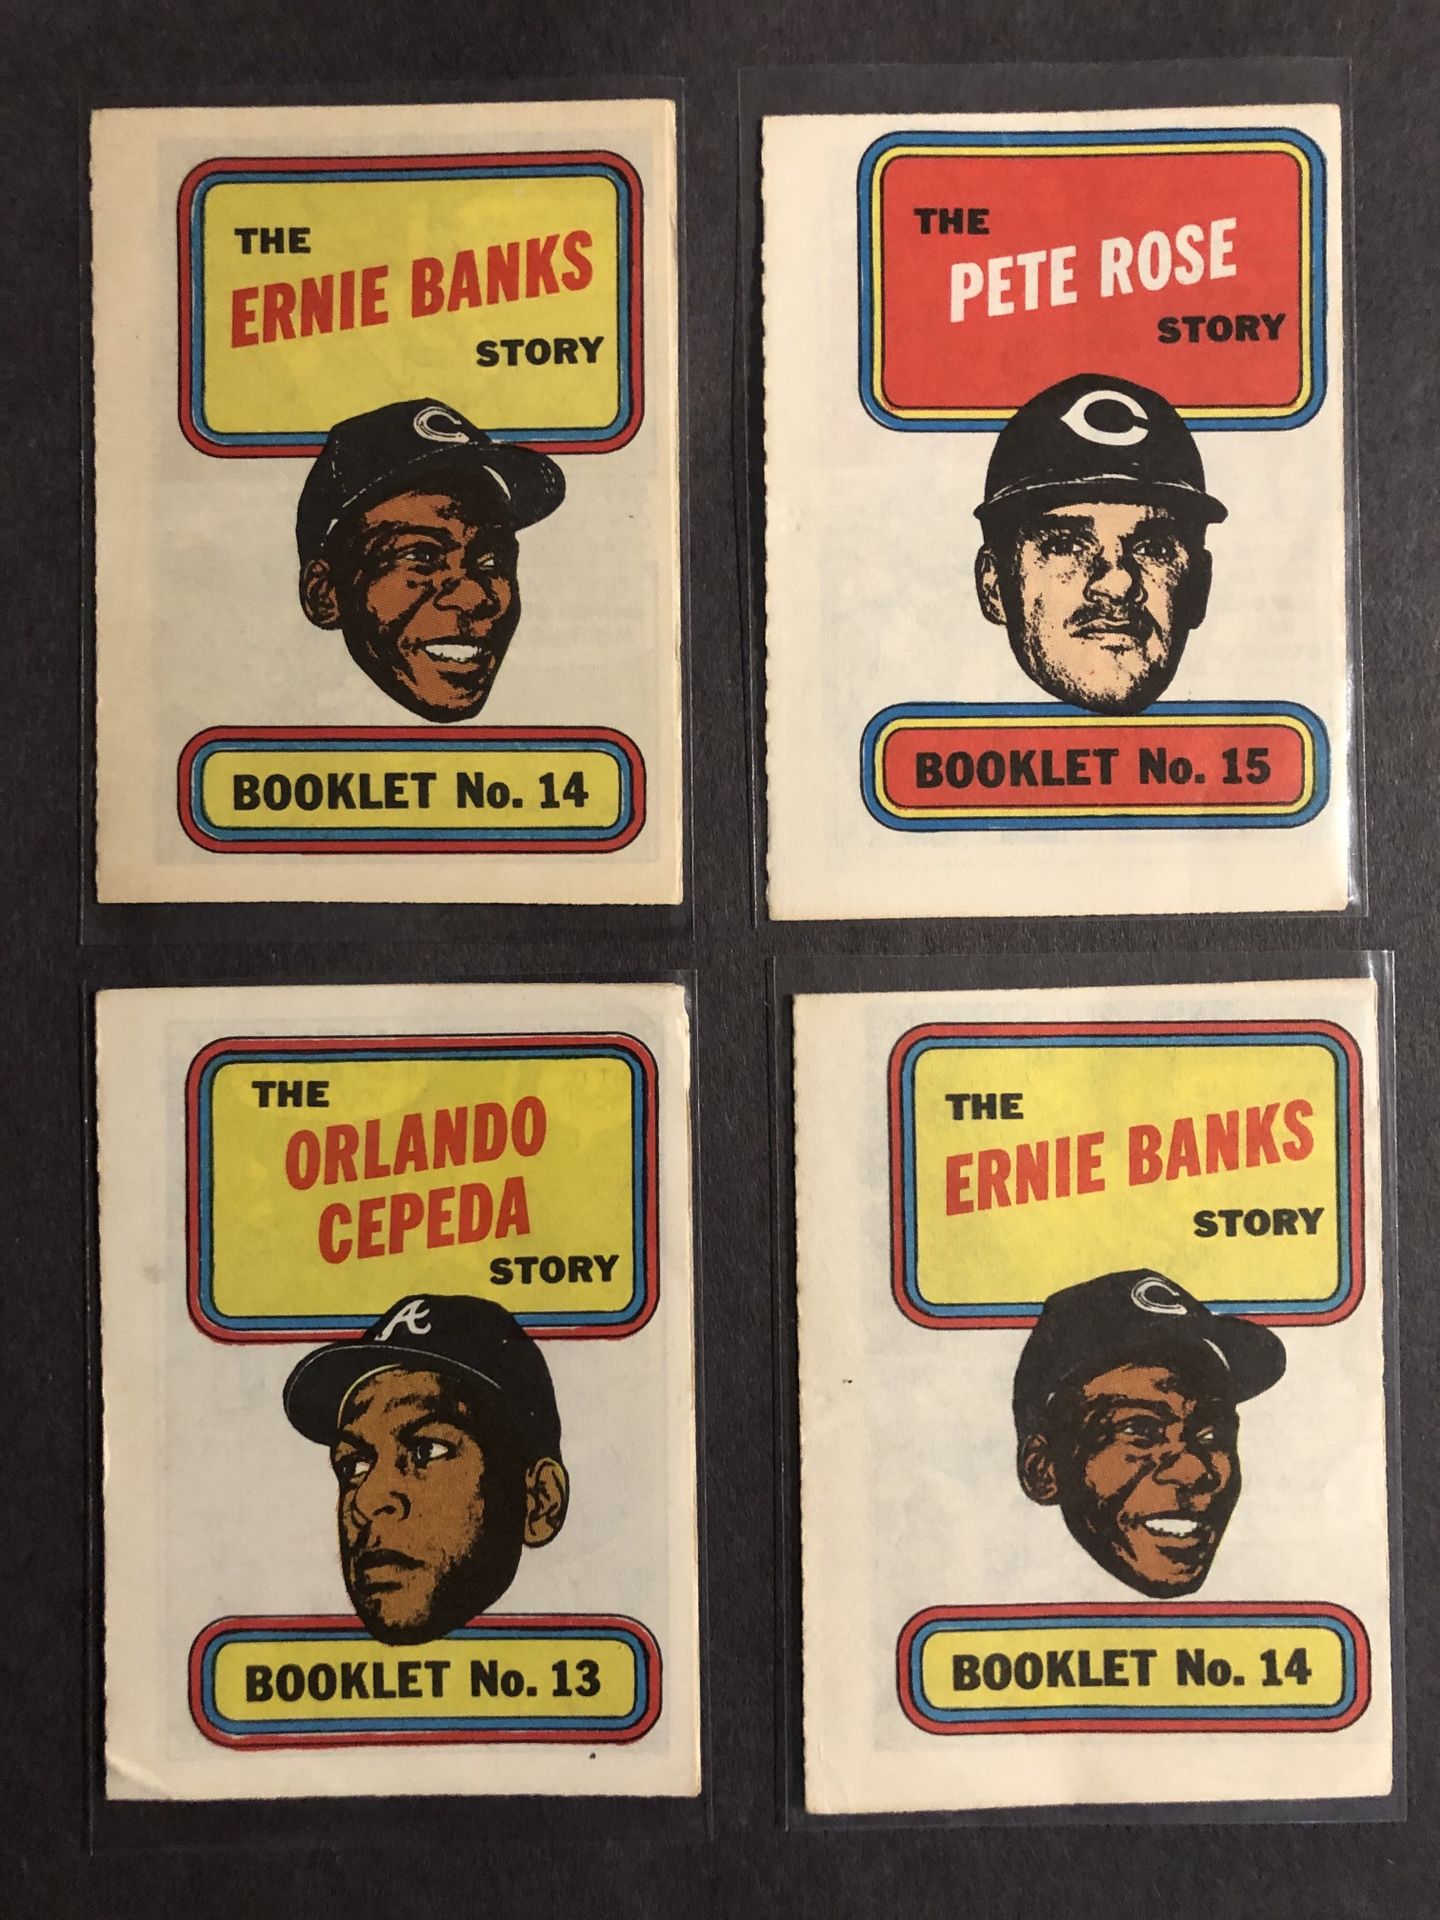 THE
ERNIE BANKS
STORY
C
BOOKLET No. 14
THE
PETE ROSE
STORY
C
BOOKLET No. 15
THE
ORLANDO
CEPEDA
STORY
A
BOOKLET No. 13
THE
ERNIE BANKS
STORY
C
BOOKLET No. 14